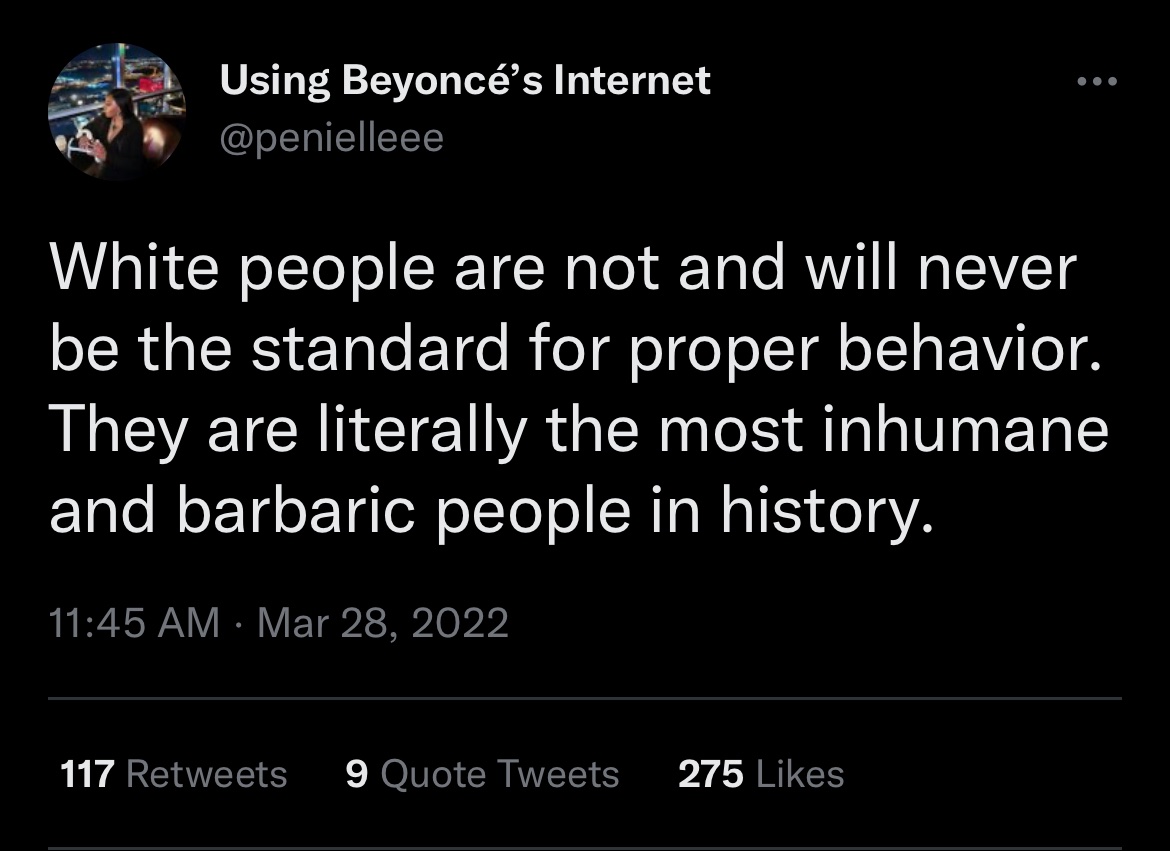 Using Beyoncé’s Internet
@penielleee
White people are not and will never
be the standard for proper behavior.
They are literally the most inhumane
and barbaric people in history.
11:45 AM · Mar 28, 2022
117 Retweets 9 Quote Tweets 275 Likes